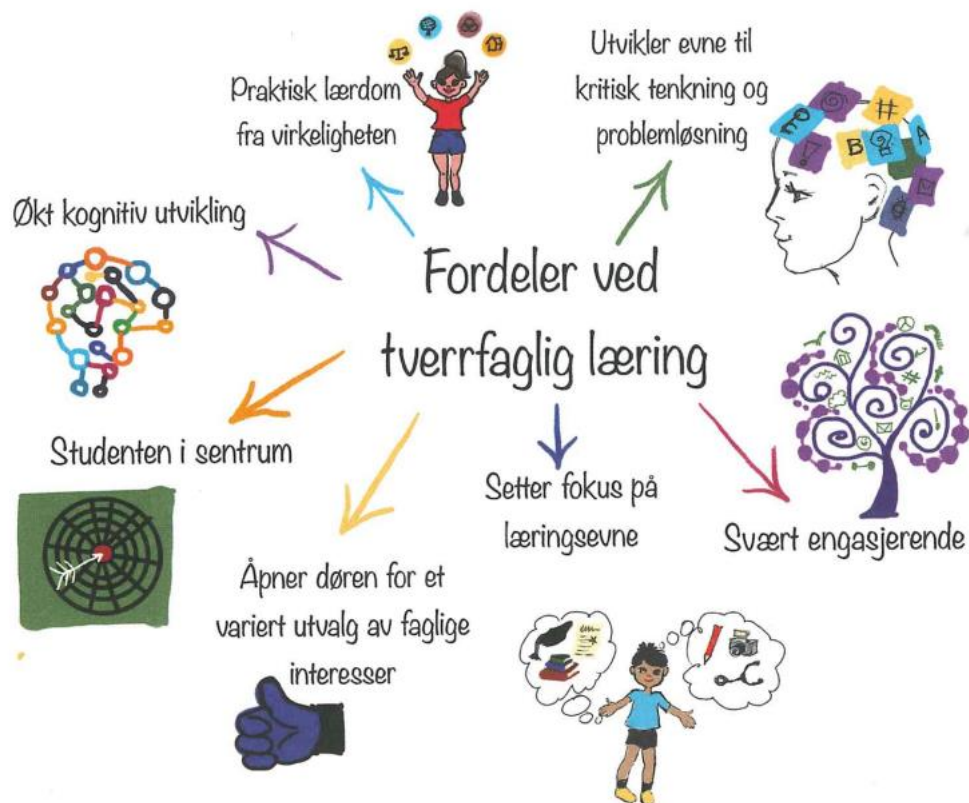 Praktisk lærdom
fra virkeligheten
Utvikler evne til
kritisk tenkning og
problemløsning
# 
B ? A
!
Økt kognitiv utvikling
Fordeler ved
tverrfaglig læring
#
Studenten i sentrum
Setter fokus på
læringsevne
Svært engasjerende
Åpner døren for et
variert utvalg av faglige
interesser